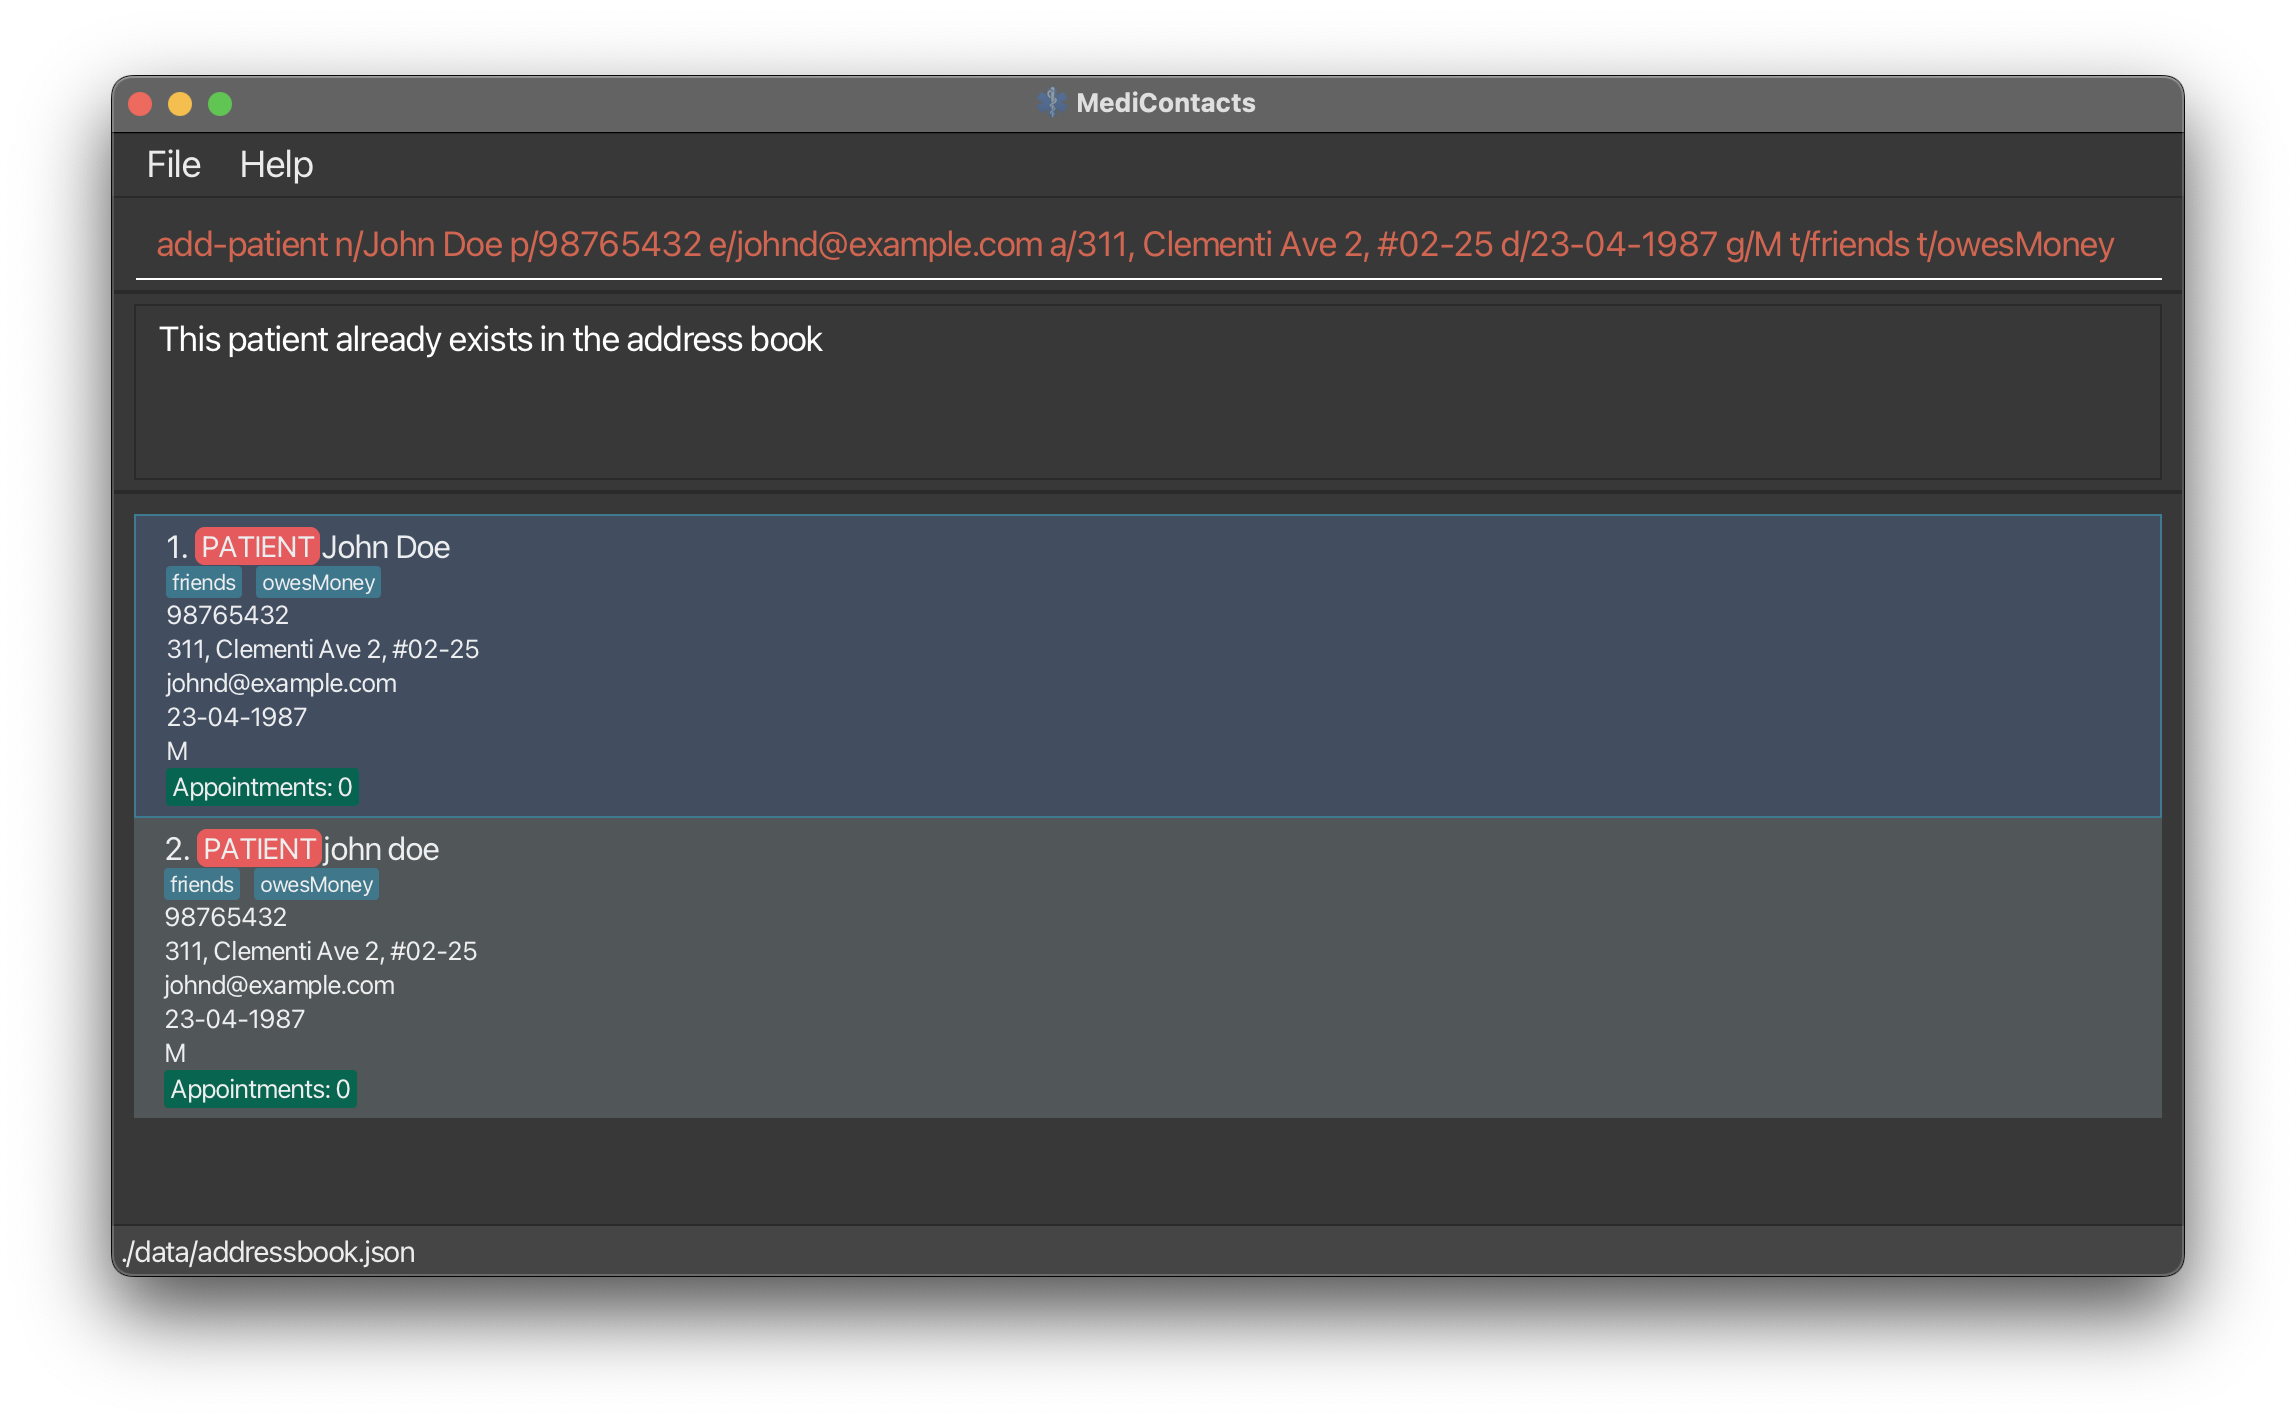 MediContacts
File Help
add-patient n/John Doe p/98765432 e/johnd@example.com a/311, Clementi Ave 2, #02-25 d/23-04-1987 g/M t/friends t/owesMoney
This patient already exists in the address book
1. PATIENT John Doe
friends owesMoney
98765432
311, Clementi Ave 2, #02-25
johnd@example.com
23-04-1987
M
Appointments: 0
2. PATIENT john doe
friends owesMoney
98765432
311, Clementi Ave 2, #02-25
johnd@example.com
23-04-1987
M
Appointments: 0
./data/addressbook.json